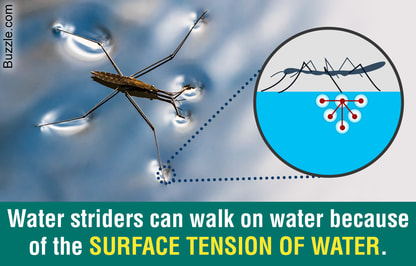 Buzzle.com
Water striders can walk on water because
of the SURFACE TENSION OF WATER.